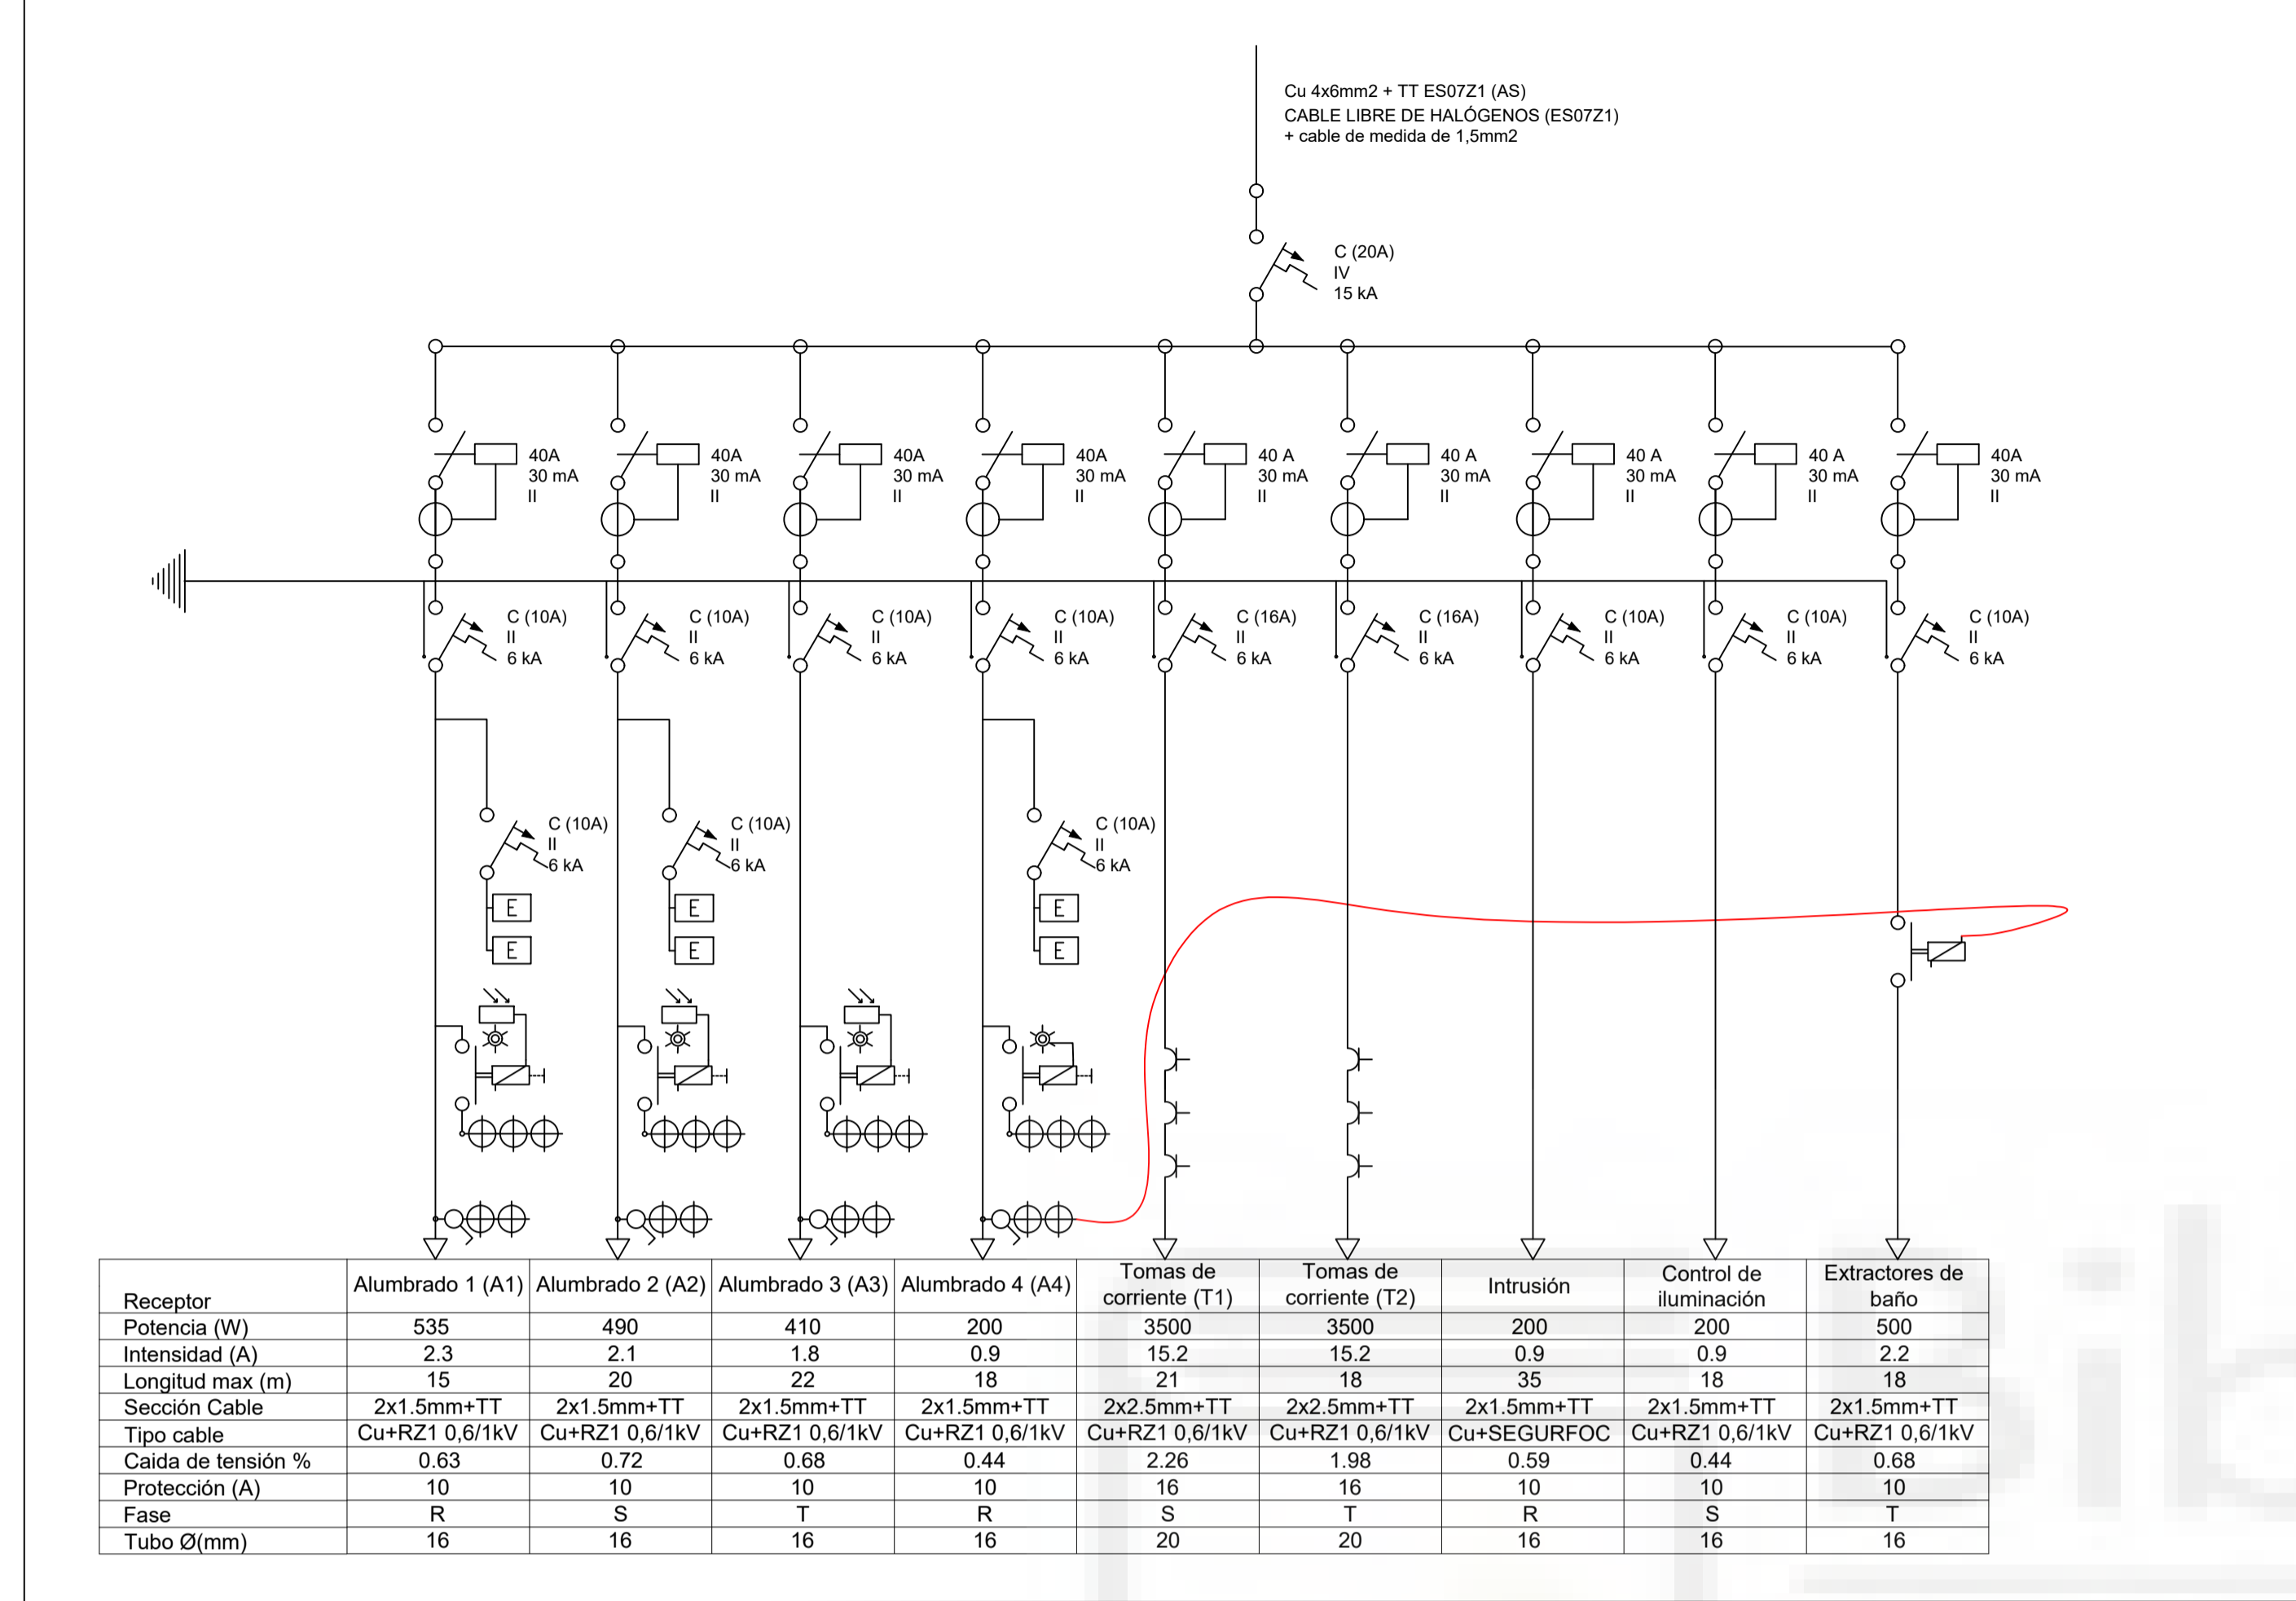 Cu 4x6mm2 + TT ES07Z1 (AS)
CABLE LIBRE DE HALÓGENOS (ES07Z1)
+ cable de medida de 1,5mm2
C (20A)
IV
15 kA
40A 40A 40A 40A 40 A 40 A 40 A 40 A 40A
30 mA 30 mA 30 mA 30 mA 30 mA 30 mA 30 mA 30 mA 30 mA
II II II II II II II II II
C (10A) C (10A) C (10A) C (10A) C (16A) C (16A) C (10A) C (10A) C (10A)
II II II II II II II II II
6 kA 6 kA 6 kA 6 kA 6 kA 6 kA 6 kA 6 kA 6 kA
C (10A) C (10A) C (10A)
II II II
6 kA 6 kA 6 kA
E E E
E E E
Receptor Alumbrado 1 (A1) Alumbrado 2 (A2) Alumbrado 3 (A3) Alumbrado 4 (A4) Tomas de corriente (T1) Tomas de corriente (T2) Intrusión Control de iluminación Extractores de baño
Potencia (W) 535 490 410 200 3500 3500 200 200 500
Intensidad (A) 2.3 2.1 1.8 0.9 15.2 15.2 0.9 0.9 2.2
Longitud max (m) 15 20 22 18 21 18 35 18 18
Sección Cable 2x1.5mm+TT 2x1.5mm+TT 2x1.5mm+TT 2x1.5mm+TT 2x2.5mm+TT 2x2.5mm+TT 2x1.5mm+TT 2x1.5mm+TT 2x1.5mm+TT
Tipo cable Cu+RZ1 0,6/1kV Cu+RZ1 0,6/1kV Cu+RZ1 0,6/1kV Cu+RZ1 0,6/1kV Cu+RZ1 0,6/1kV Cu+RZ1 0,6/1kV Cu+SEGURFOC Cu+RZ1 0,6/1kV Cu+RZ1 0,6/1kV
Caida de tensión % 0.63 0.72 0.68 0.44 2.26 1.98 0.59 0.44 0.68
Protección (A) 10 10 10 10 16 16 10 10 10
Fase R S T R S T R S T
Tubo Ø(mm) 16 16 16 16 20 20 16 16 16
Bib